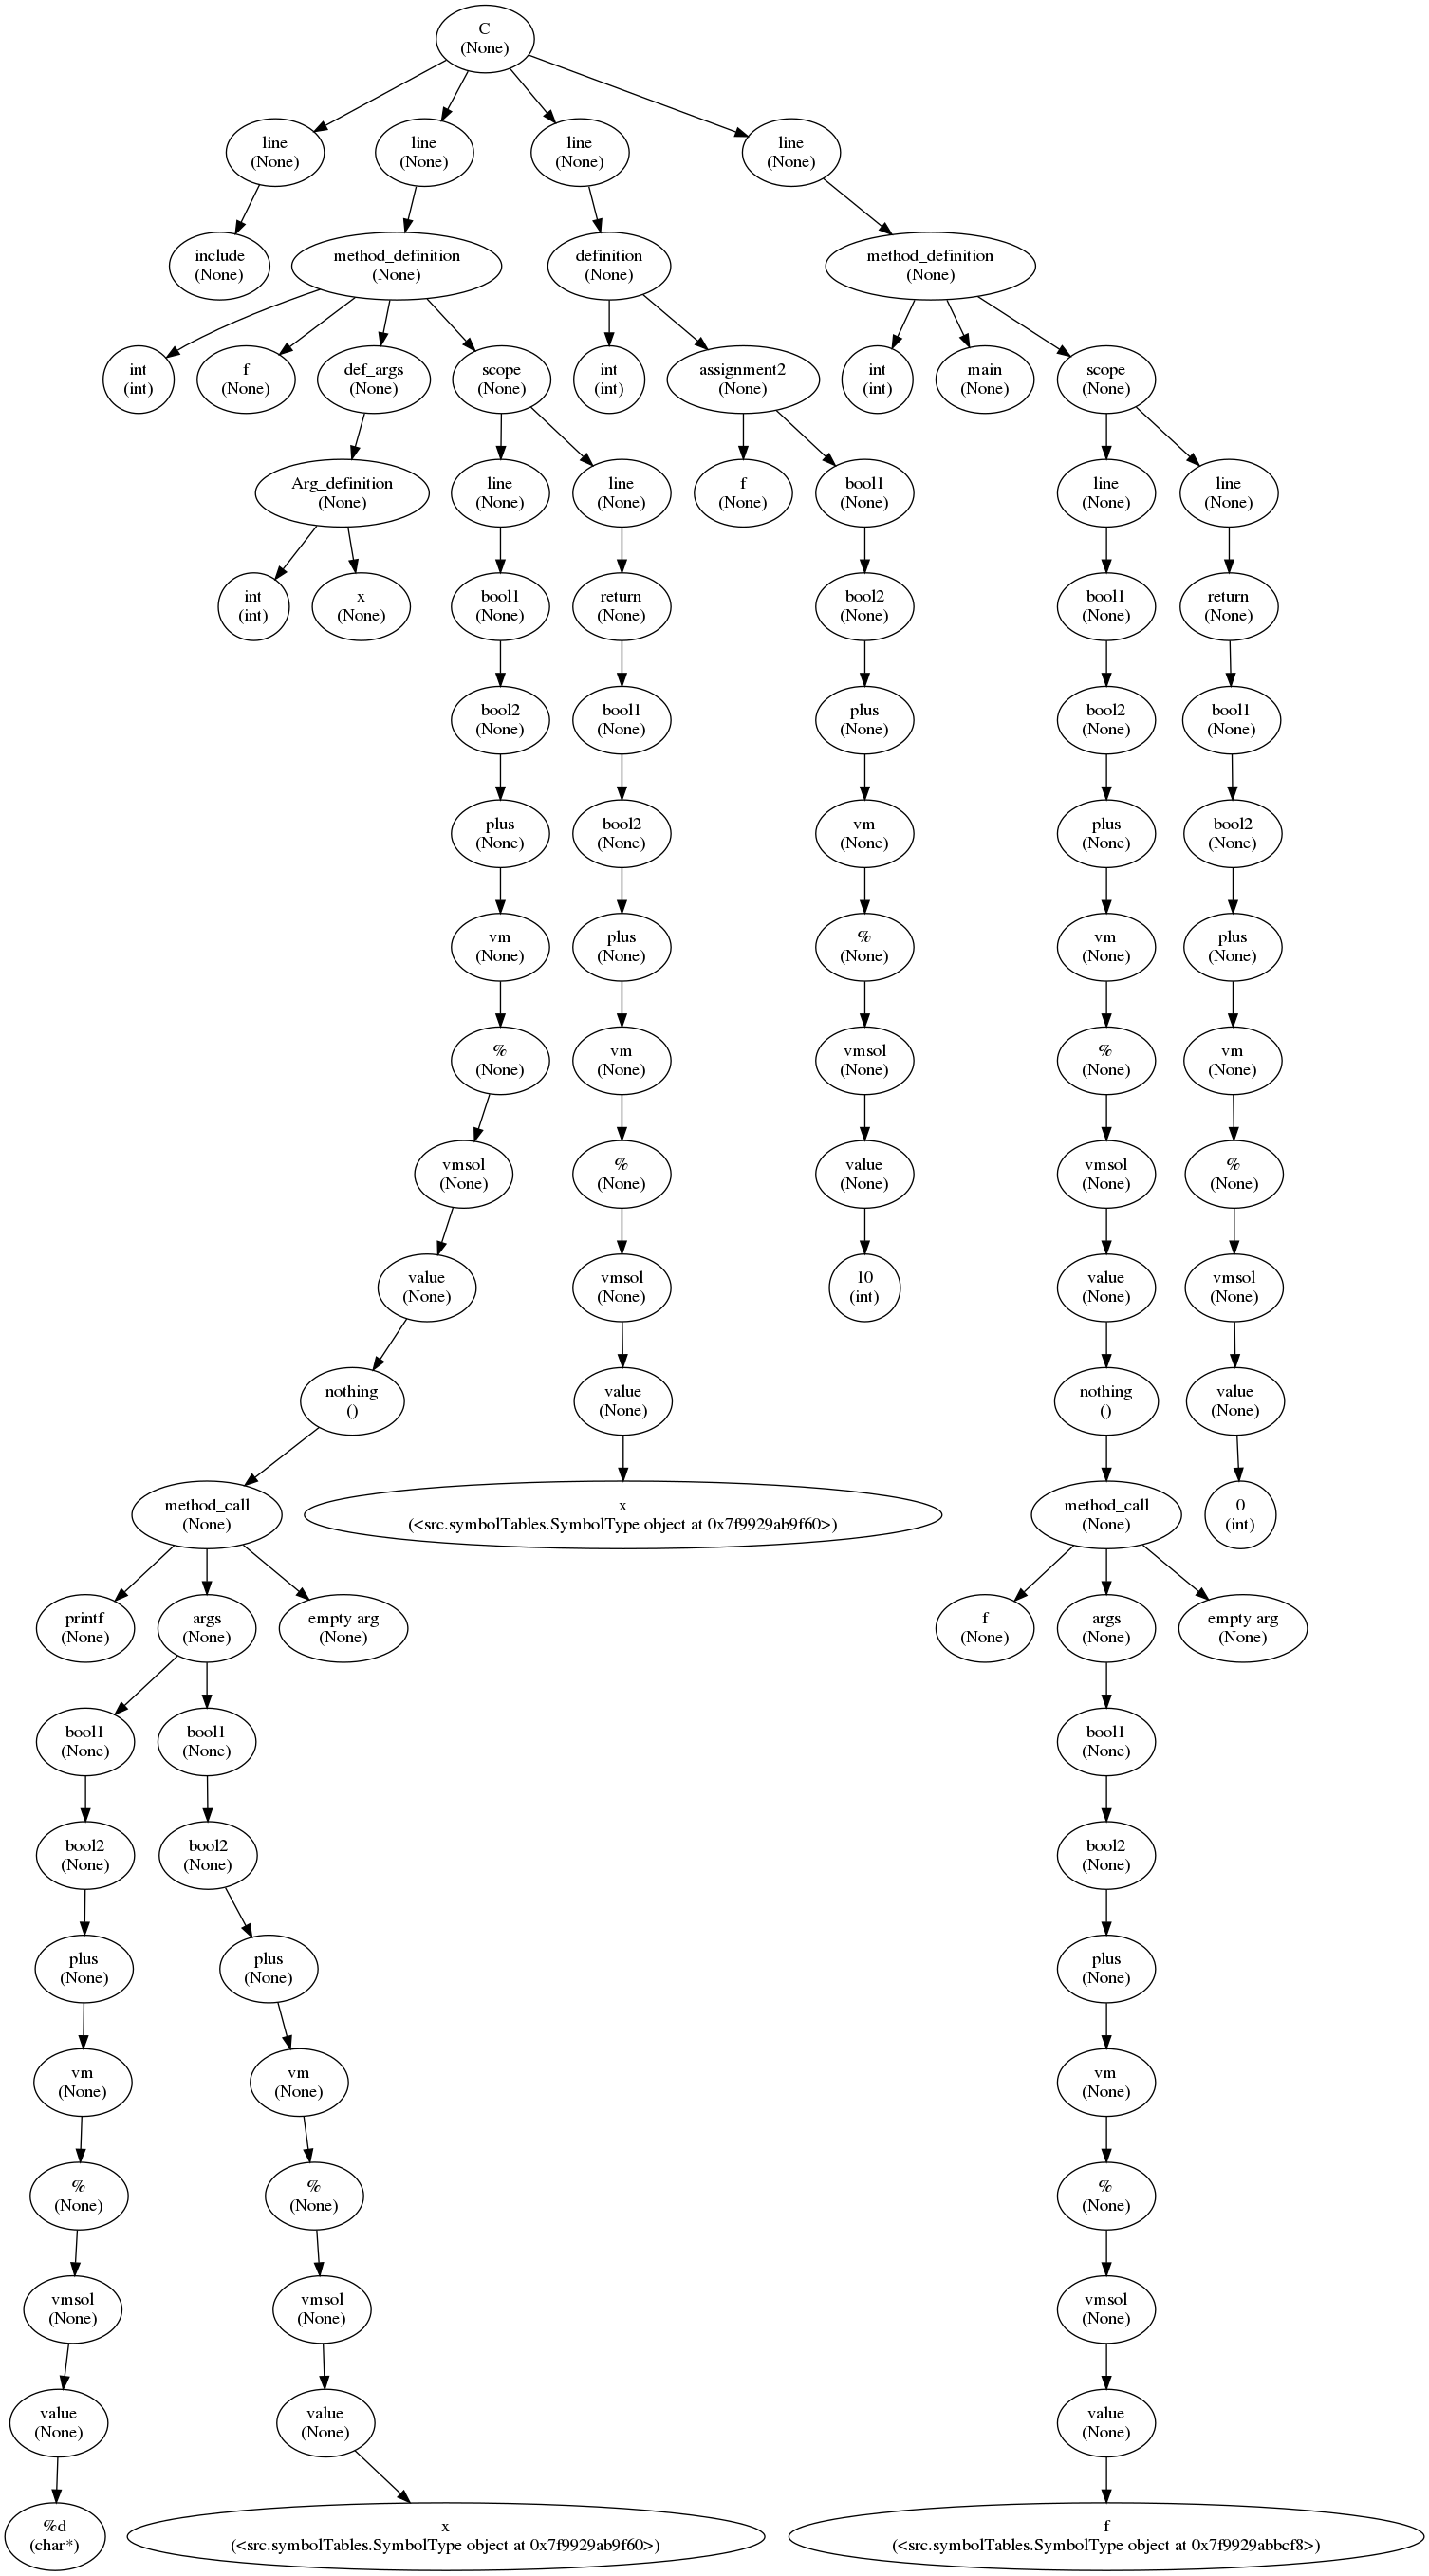 C
(None)
line
(None)
line
(None)
line
(None)
line
(None)
include
(None)
method_definition
(None)
definition
(None)
method_definition
(None)
int
(int)
f
(None)
def_args
(None)
scope
(None)
int
(int)
assignment2
(None)
int
(int)
main
(None)
scope
(None)
Arg_definition
(None)
line
(None)
line
(None)
f
(None)
bool1
(None)
line
(None)
line
(None)
int
(int)
x
(None)
bool1
(None)
return
(None)
bool2
(None)
bool1
(None)
return
(None)
bool2
(None)
bool1
(None)
plus
(None)
bool2
(None)
bool1
(None)
plus
(None)
bool2
(None)
vm
(None)
plus
(None)
bool2
(None)
vm
(None)
plus
(None)
%
(None)
vm
(None)
plus
(None)
%
(None)
vm
(None)
vmsol
(None)
%
(None)
vm
(None)
vmsol
(None)
%
(None)
value
(None)
vmsol
(None)
%
(None)
value
(None)
vmsol
(None)
10
(int)
value
(None)
vmsol
(None)
nothing
()
value
(None)
nothing
()
value
(None)
method_call
(None)
x
(<src.symbolTables.SymbolType object at 0x7f9929ab9f60>)
method_call
(None)
0
(int)
printf
(None)
args
(None)
empty arg
(None)
f
(None)
args
(None)
empty arg
(None)
bool1
(None)
bool1
(None)
bool1
(None)
bool2
(None)
bool2
(None)
bool2
(None)
plus
(None)
plus
(None)
plus
(None)
vm
(None)
vm
(None)
vm
(None)
%
(None)
%
(None)
%
(None)
vmsol
(None)
vmsol
(None)
vmsol
(None)
value
(None)
value
(None)
value
(None)
%d
(char*)
x
(<src.symbolTables.SymbolType object at 0x7f9929ab9f60>)
f
(<src.symbolTables.SymbolType object at 0x7f9929abbcf8>)